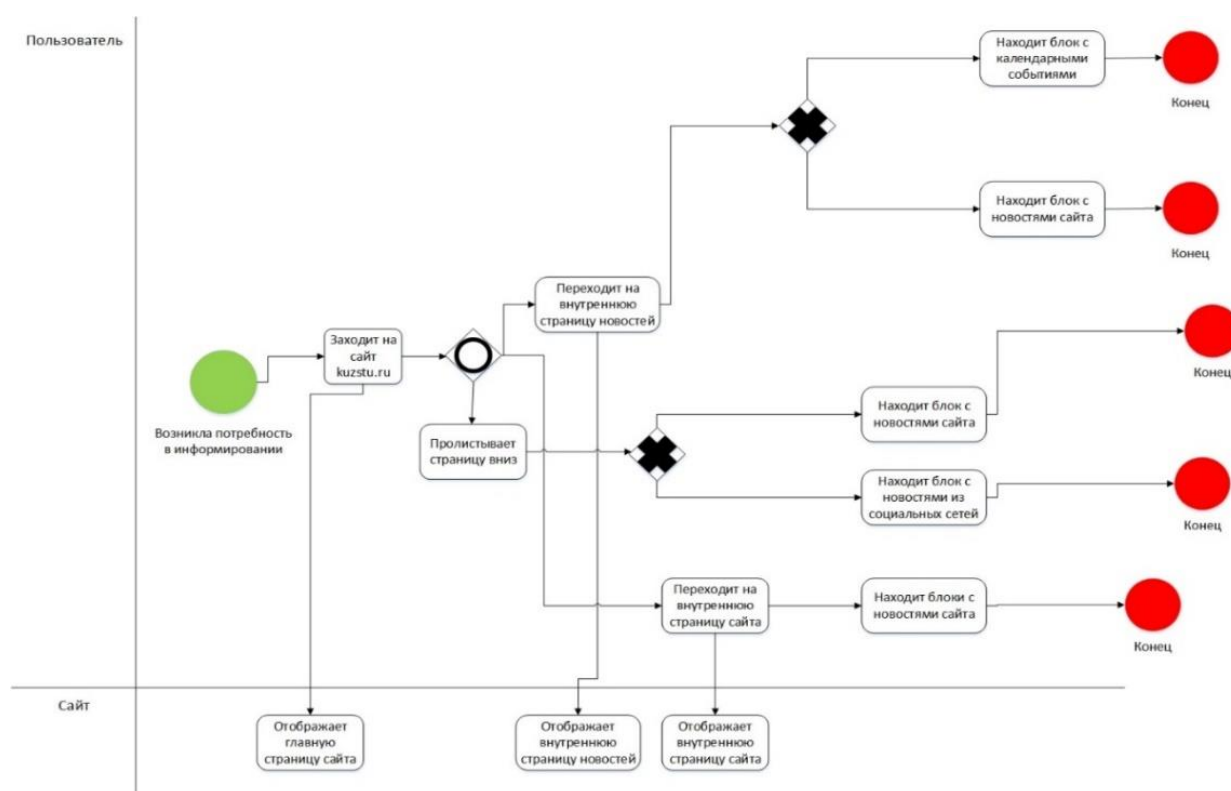 Пользователь
Находит блок с
календарными
событиями
Конец
Находит блок с
новостями сайта
Конец
Переходит на
внутреннюю
страницу новостей
Заходит на
сайт
kuzstu.ru
Возникла потребность
в информировании
Пролистывает
страницу вниз
Находит блок с
новостями сайта
Конец
Находит блок с
новостями из
социальных сетей
Конец
Переходит на
внутреннюю
страницу сайта
Находит блоки с
новостями сайта
Конец
Сайт
Отображает
главную
страницу сайта
Отображает
внутреннюю
страницу новостей
Отображает
внутреннюю
страницу сайта